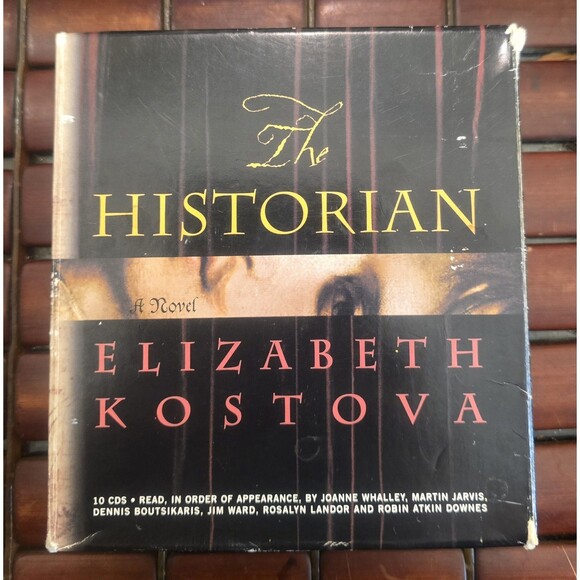 The
HISTORIAN
A Novel
ELIZABETH
KOSTOVA
10 CDS • READ, IN ORDER OF APPEARANCE, BY JOANNE WHALLEY, MARTIN JARVIS,
DENNIS BOUTSIKARIS, JIM WARD, ROSALYN LANDOR AND ROBIN ATKIN DOWNES